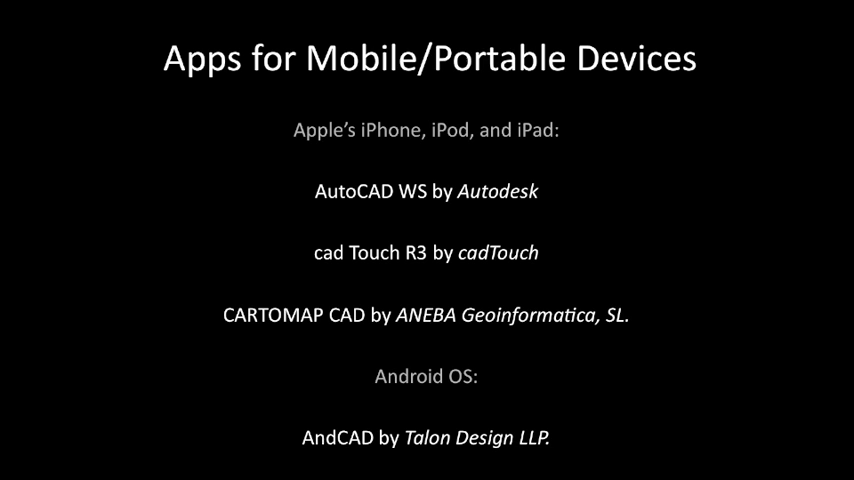 Apps for Mobile/Portable Devices
Apple’s iPhone, iPod, and iPad:
AutoCAD WS by Autodesk
cad Touch R3 by cadTouch
CARTOMAP CAD by ANEBA Geoinformatica, SL.
Android OS:
AndCAD by Talon Design LLP.